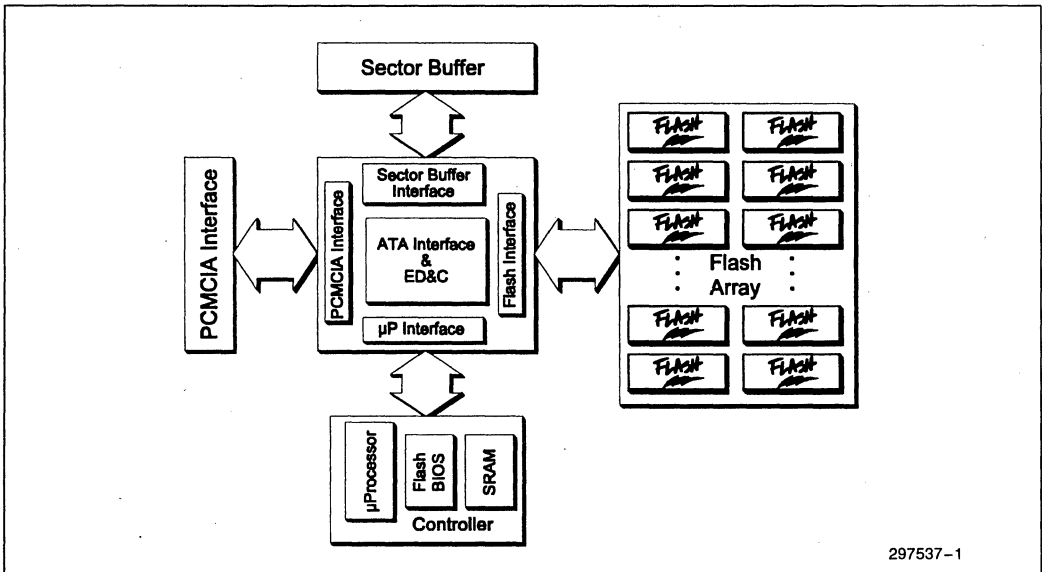 Sector Buffer
PCMCIA Interface
Sector Buffer
Interface
PCMCIA Interface
ATA Interface
&
ED&C
Flash Interface
µP Interface
FLASH FLASH
FLASH FLASH
FLASH FLASH
Flash
Array
FLASH FLASH
FLASH FLASH
µProcessor
Flash
BIOS
SRAM
Controller
297537-1